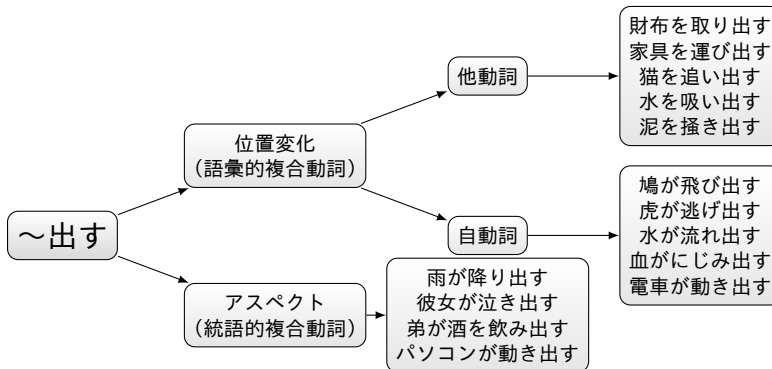 ～出す
位置変化
（語彙的複合動詞）
他動詞
財布を取り出す
家具を運び出す
猫を追い出す
水を吸い出す
泥を掻き出す
自動詞
鳩が飛び出す
虎が逃げ出す
水が流れ出す
血がにじみ出す
電車が動き出す
アスペクト
（統語的複合動詞）
雨が降り出す
彼女が泣き出す
弟が酒を飲み出す
パソコンが動き出す